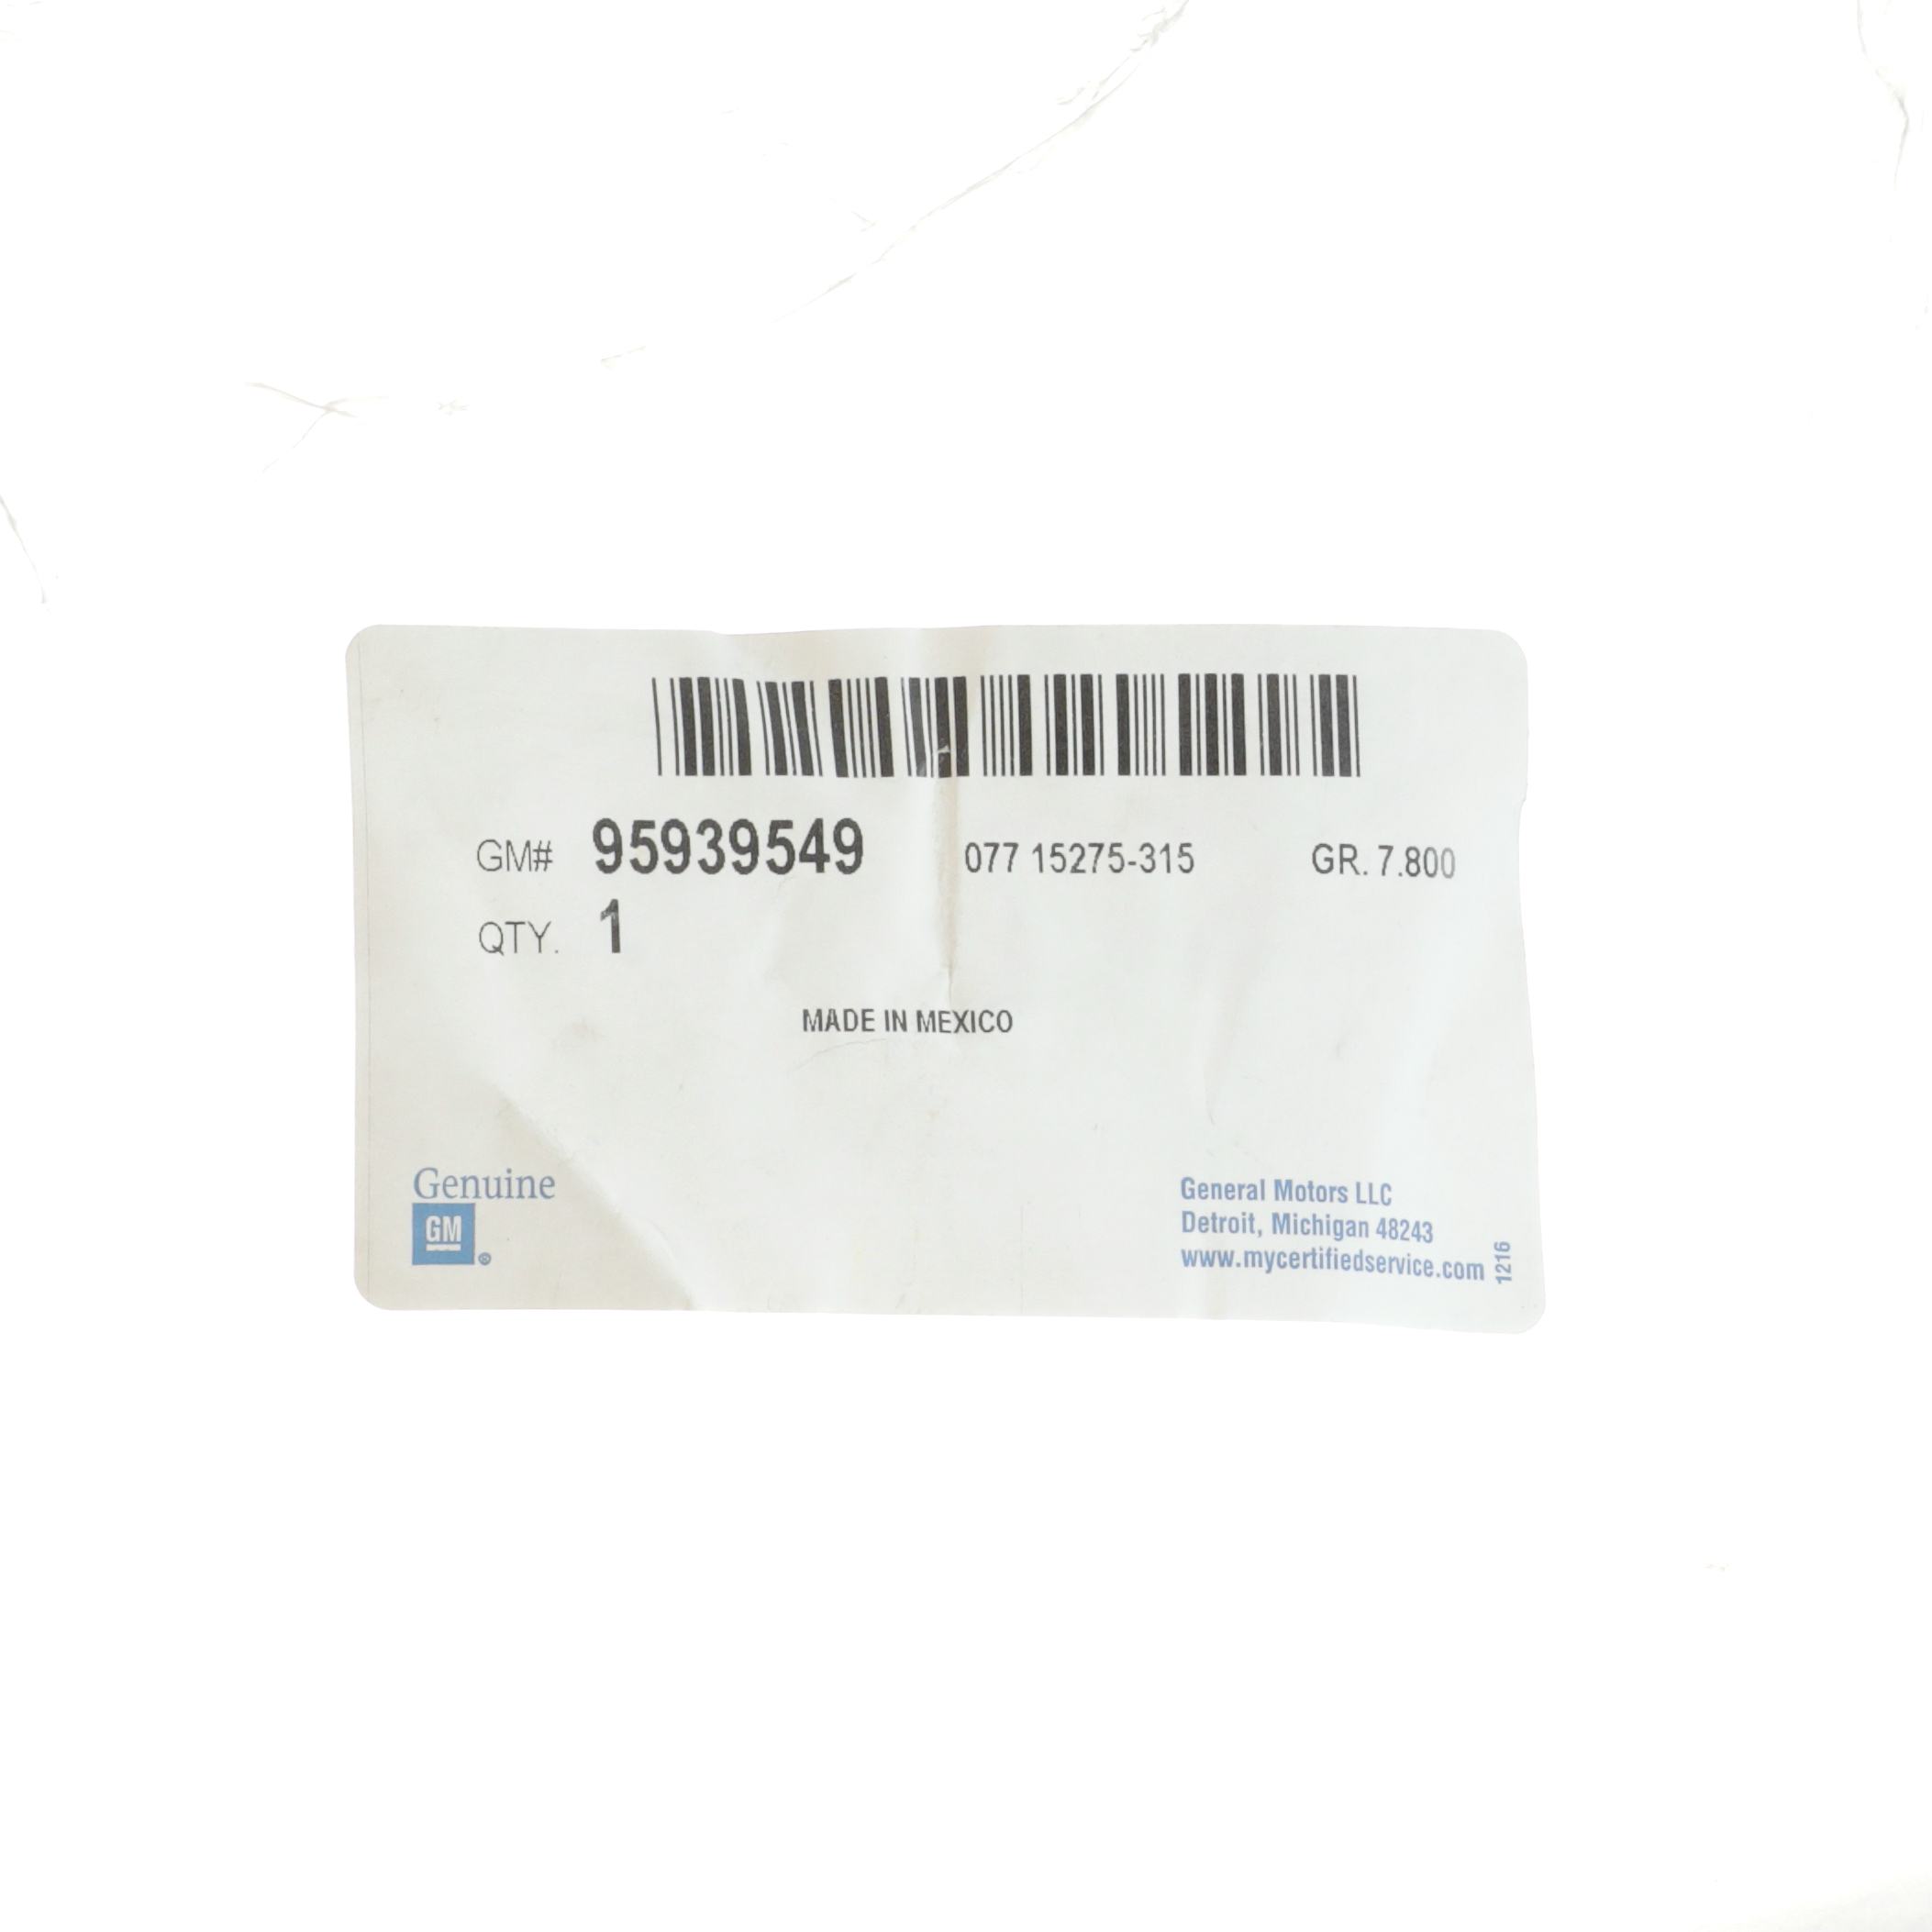 GM# 95939549 077 15275-315 GR. 7.800
QTY. 1
MADE IN MEXICO
Genuine
GM ®
General Motors LLC
Detroit, Michigan 48243
www.mycertifiedservice.com
1216